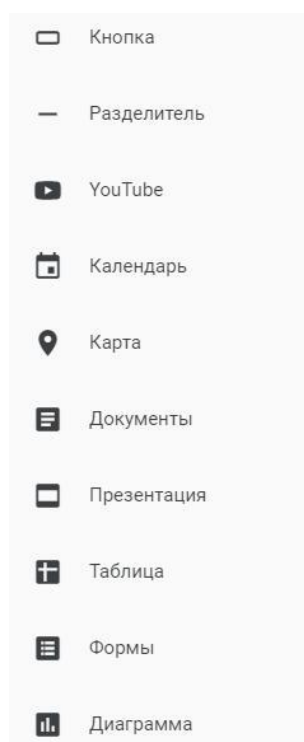 Кнопка
Разделитель
YouTube
Календарь
Карта
Документы
Презентация
Таблица
Формы
Диаграмма